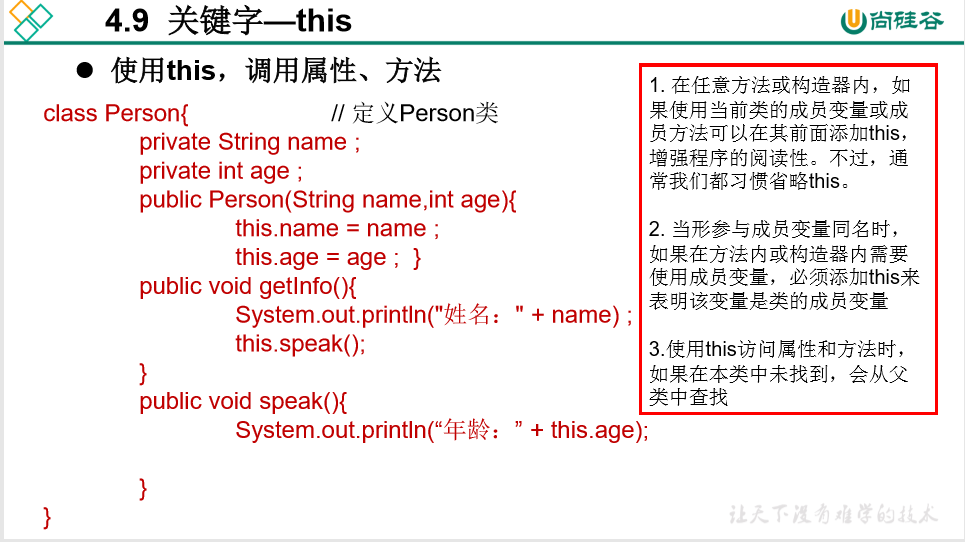 4.9 关键字—this
尚硅谷
● 使用this，调用属性、方法
class Person{ // 定义Person类
private String name ;
private int age ;
public Person(String name,int age){
this.name = name ;
this.age = age ; }
public void getInfo(){
System.out.println("姓名：" + name) ;
this.speak();
}
public void speak(){
System.out.println(“年龄：” + this.age);
}
}
1. 在任意方法或构造器内，如
果使用当前类的成员变量或成
员方法可以在其前面添加this，
增强程序的阅读性。不过，通
常我们都习惯省略this。
2. 当形参与成员变量同名时，
如果在方法内或构造器内需要
使用成员变量，必须添加this来
表明该变量是类的成员变量
3.使用this访问属性和方法时，
如果在本类中未找到，会从父
类中查找
让天下没有难学的技术